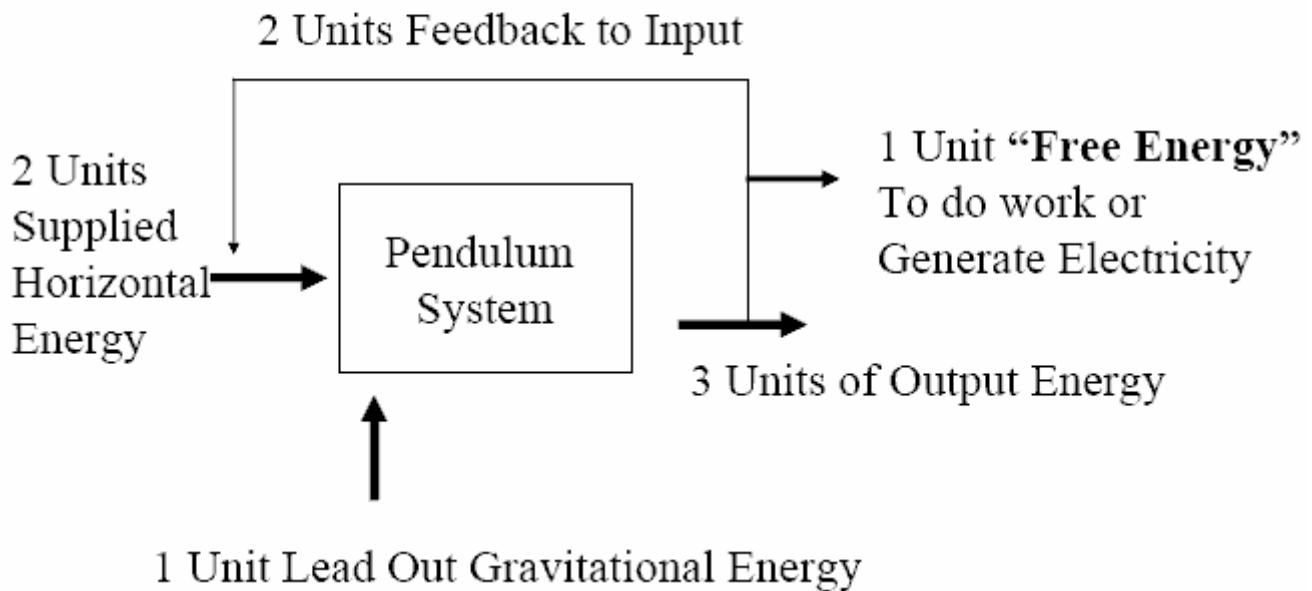 2 Units Feedback to Input
2 Units
Supplied
Horizontal
Energy
Pendulum
System
1 Unit “Free Energy”
To do work or
Generate Electricity
3 Units of Output Energy
1 Unit Lead Out Gravitational Energy